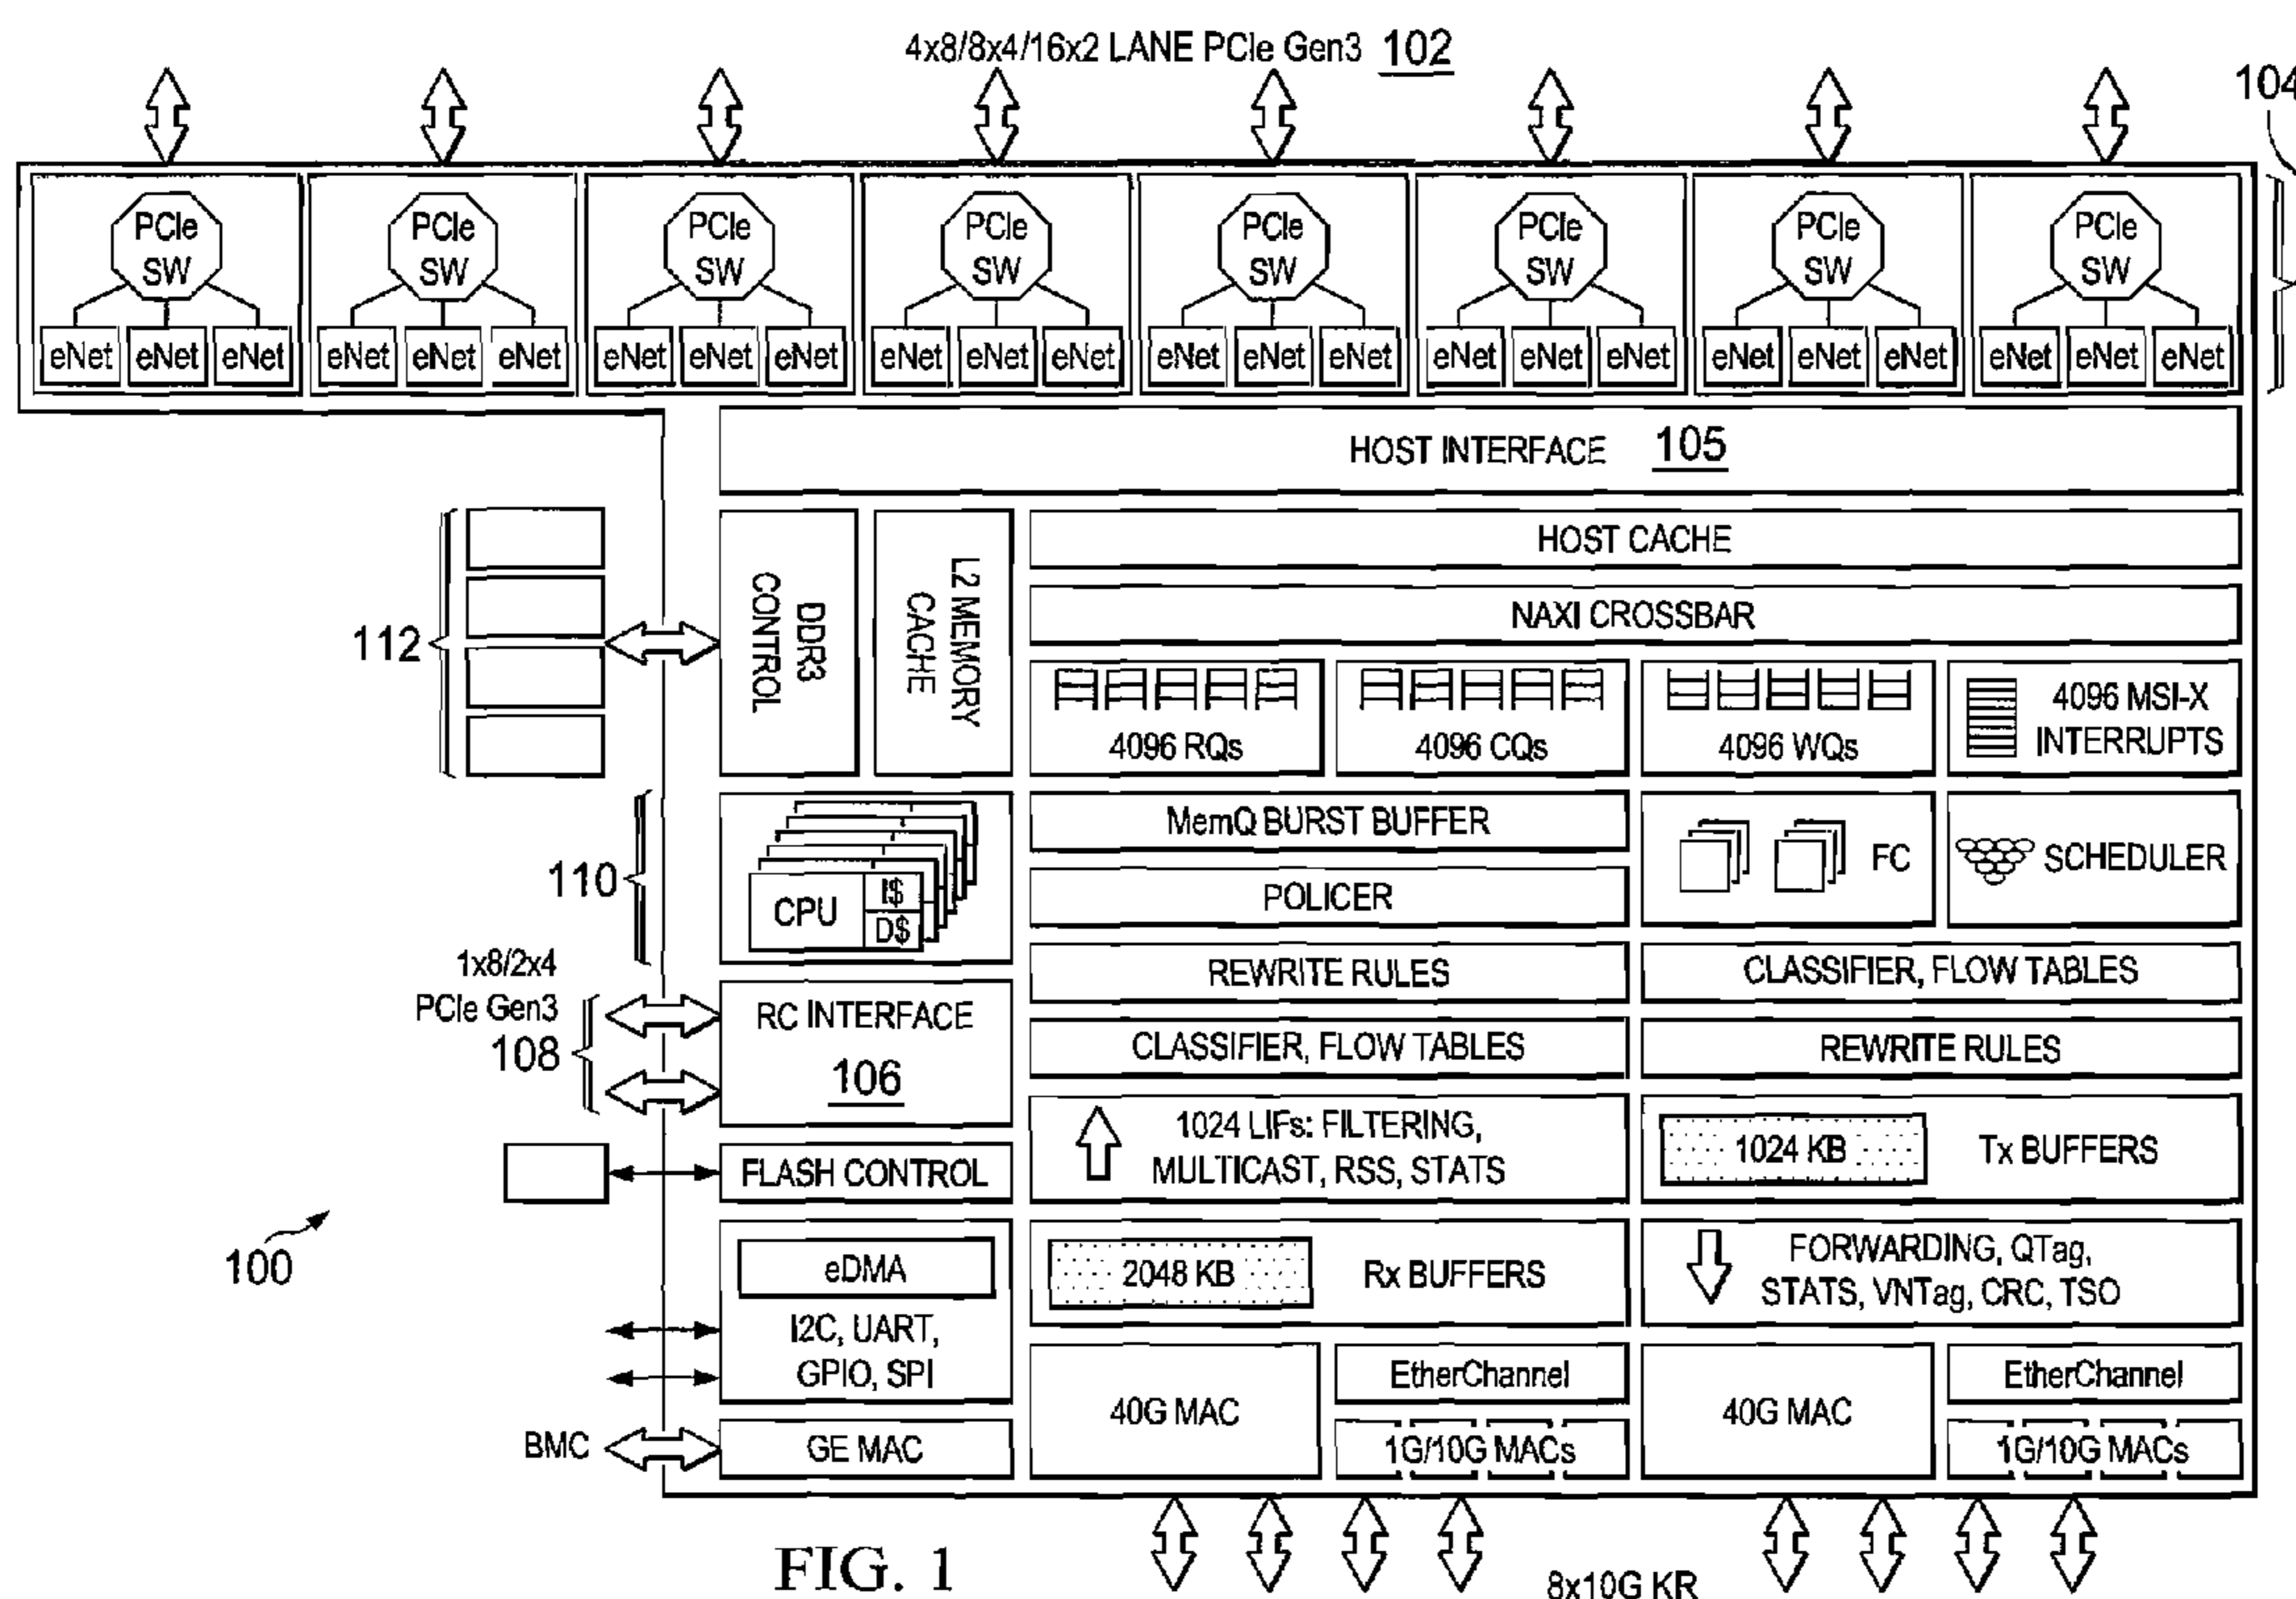 4x8/8x4/16x2 LANE PCIe Gen3 102
104
PCIe PCIe PCIe PCIe PCIe PCIe PCIe PCIe
SW SW SW SW SW SW SW SW
eNet eNet eNet eNet eNet eNet eNet eNet eNet eNet eNet eNet eNet eNet eNet eNet eNet eNet eNet eNet eNet eNet eNet eNet
HOST INTERFACE 105
112
DDR3
CONTROL
L2 MEMORY
CACHE
HOST CACHE
NAXI CROSSBAR
4096 RQs
4096 CQs
4096 WQs
4096 MSI-X
INTERRUPTS
110
CPU
I$
D$
MemQ BURST BUFFER
POLICER
FC
SCHEDULER
1x8/2x4
PCIe Gen3
108
RC INTERFACE
106
REWRITE RULES
CLASSIFIER, FLOW TABLES
CLASSIFIER, FLOW TABLES
REWRITE RULES
FLASH CONTROL
1024 LIFs: FILTERING,
MULTICAST, RSS, STATS
1024 KB
Tx BUFFERS
100
eDMA
I2C, UART,
GPIO, SPI
2048 KB
Rx BUFFERS
FORWARDING, QTag,
STATS, VNTag, CRC, TSO
BMC
GE MAC
40G MAC
EtherChannel
1G/10G MACs
40G MAC
EtherChannel
1G/10G MACs
FIG. 1
8x10G KR